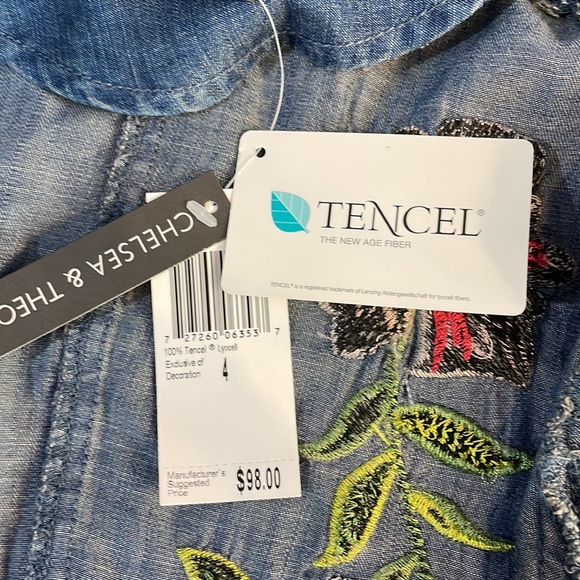 TENCEL®
THE NEW AGE FIBER
TENCEL® is a registered trademark of Lenzing Aktiengesellschaft for lyocell fibers.
CHELSEA & THEO
7 27260 06353 7
100% Tencel ® Lyocell
Exclusive of
Decoration 4
Manufacturer's
Suggested
Price $98.00